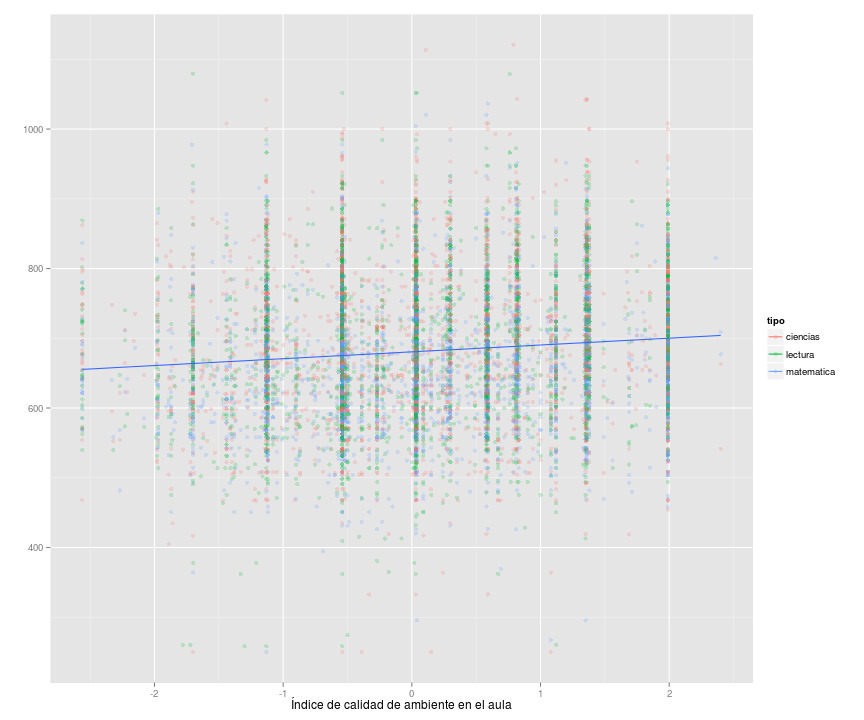 1000
800
600
400
-2
-1
0
1
2
Índice de calidad de ambiente en el aula
tipo
ciencias
lectura
matematica